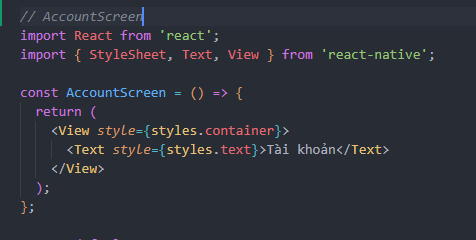 // AccountScreen
import React from 'react';
import { StyleSheet, Text, View } from 'react-native';

const AccountScreen = () => {
  return (
    <View style={styles.container}>
      <Text style={styles.text}>Tài khoản</Text>
    </View>
  );
};